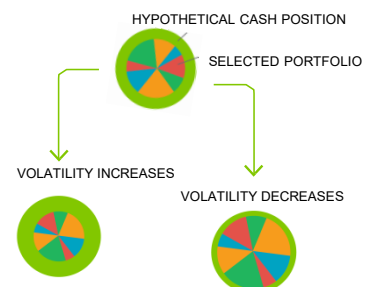 HYPOTHETICAL CASH POSITION
SELECTED PORTFOLIO
VOLATILITY INCREASES
VOLATILITY DECREASES